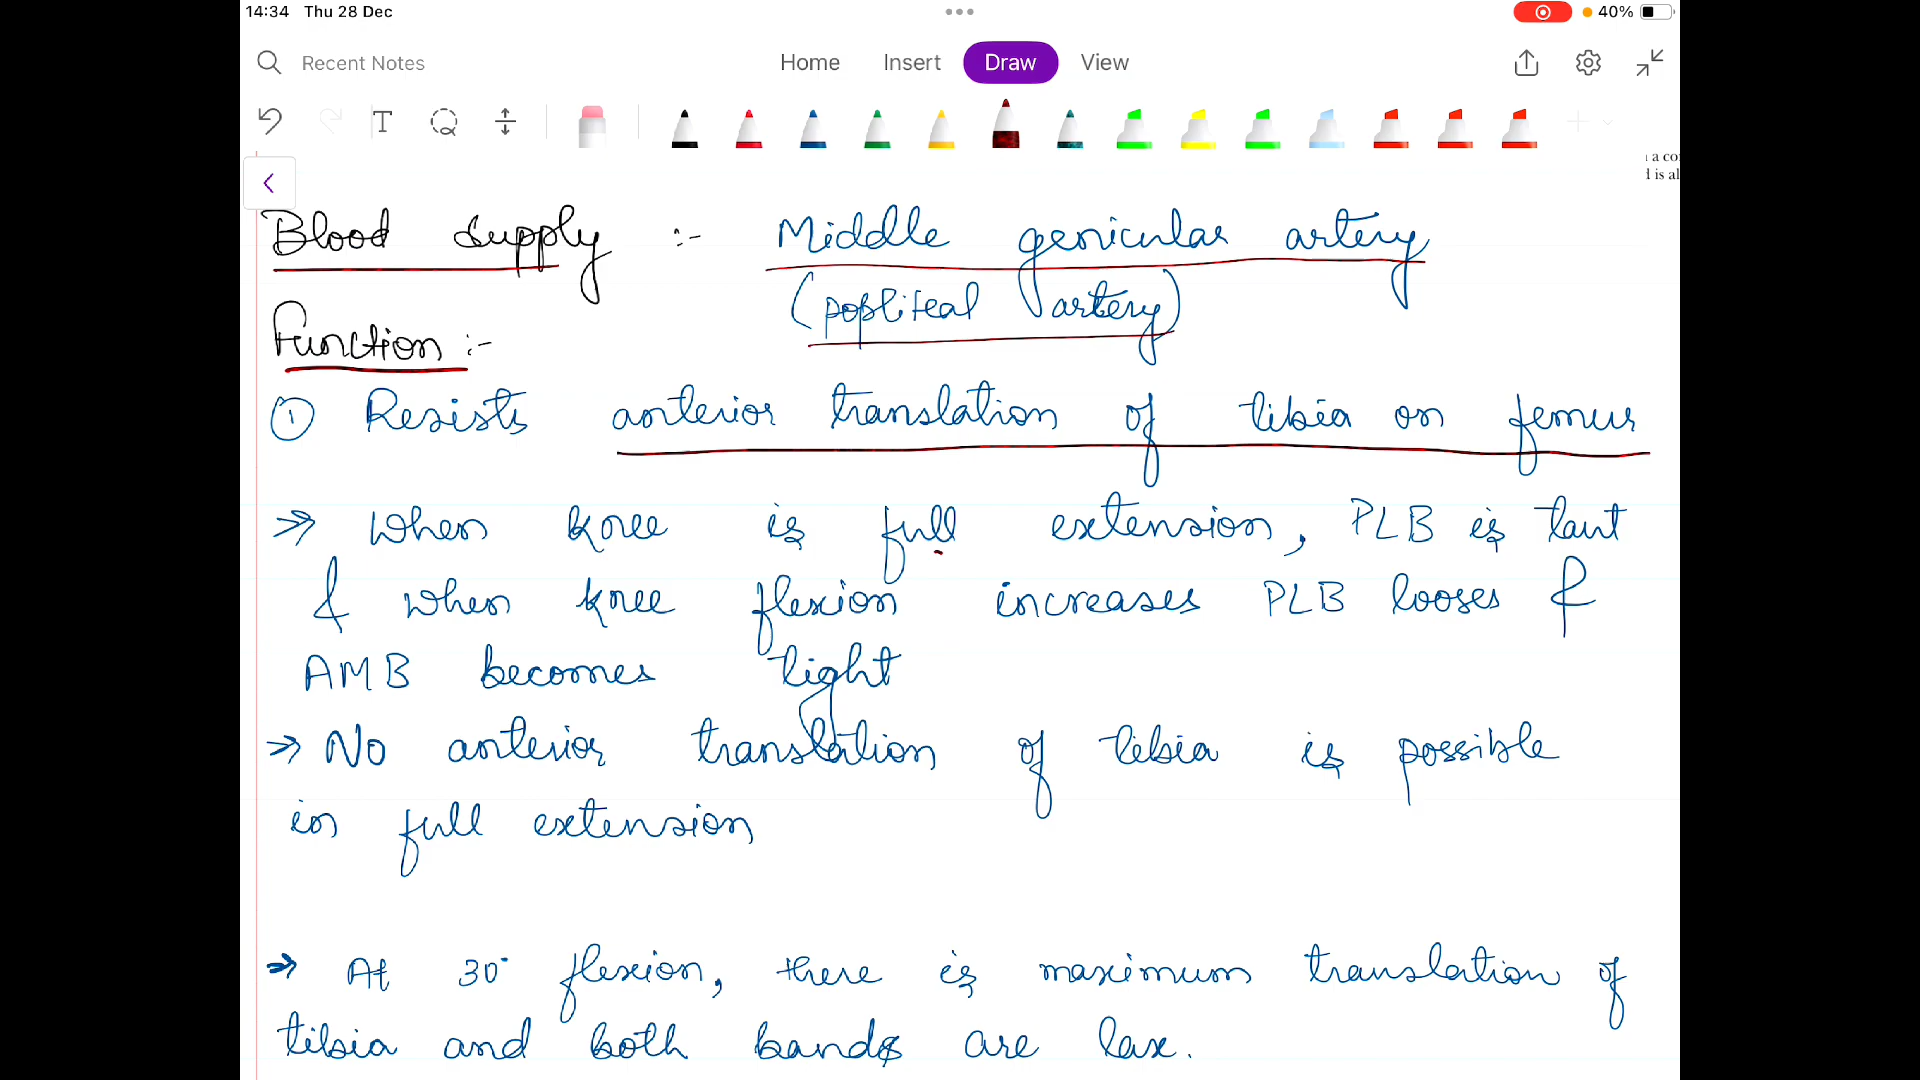 14:34 Thu 28 Dec
40%
Recent Notes
Home Insert Draw View
T
a co
d is al
Blood supply :- Middle genicular artery
(popliteal artery)
Function :-
① Resists anterior translation of tibia on femur
→ When knee is full extension, PLB is taut
& when knee flexion increases PLB looses &
AMB becomes tight
→ No anterior translation of tibia is possible
in full extension
→ At 30° flexion, there is maximum translation of
tibia and both bands are lax.